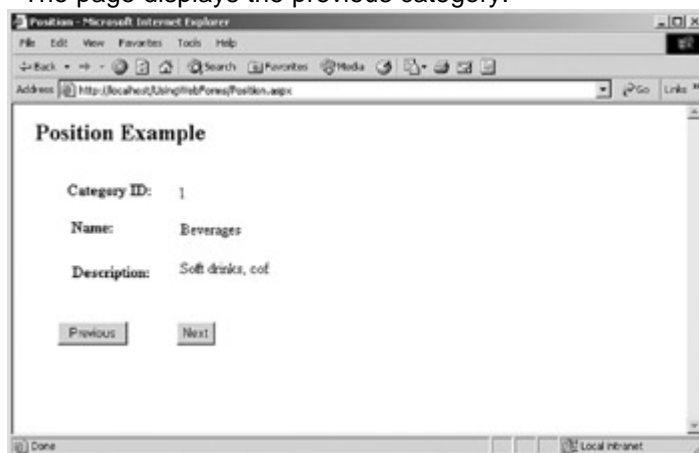 The page displays the previous category.
Position - Microsoft Internet Explorer
File Edit View Favorites Tools Help
Back Search Favorites Media
Address http://localhost/UsingWebForms/Position.aspx Go Links »
Position Example
Category ID: 1
Name: Beverages
Description: Soft drinks, cof
Previous Next
Done Local intranet